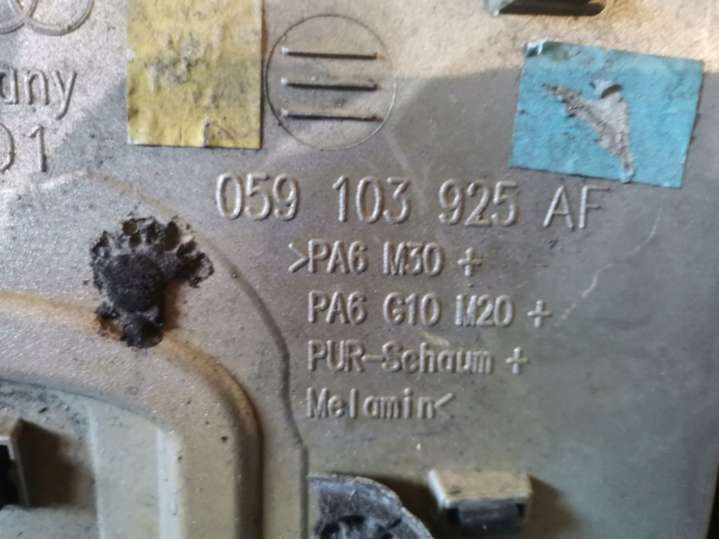 any
01
059 103 925 AF
>PA6 M30 +
PA6 G10 M20 +
PUR-Schaum +
Melamin<